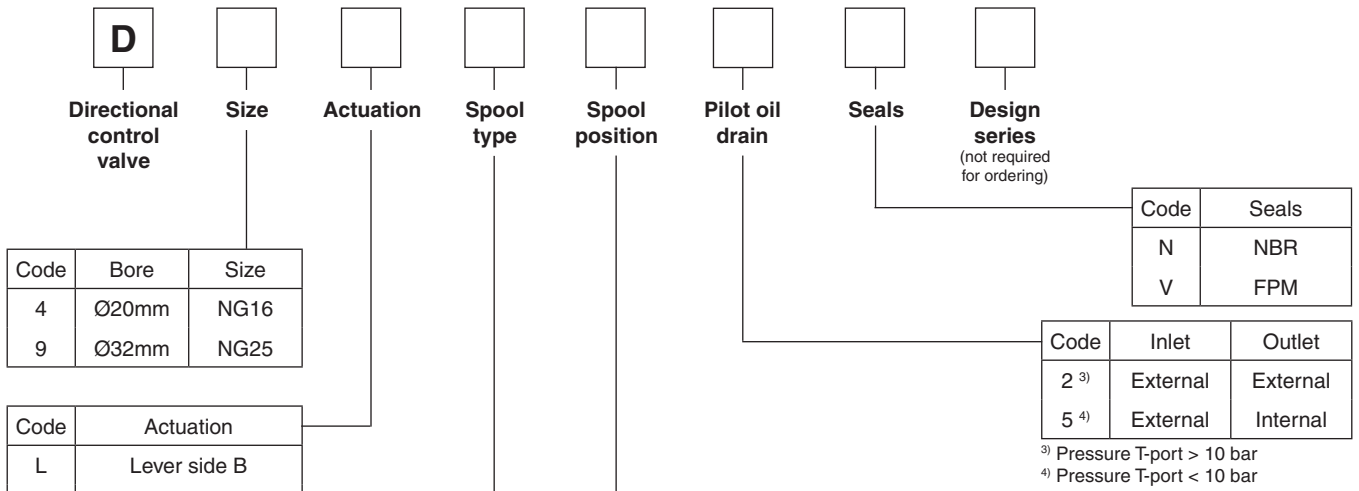 D
Directional control valve
Size
Actuation
Spool type
Spool position
Pilot oil drain
Seals
Design series
(not required for ordering)
Code Seals
N NBR
V FPM
Code Bore Size
4 Ø20mm NG16
9 Ø32mm NG25
Code Inlet Outlet
2 3) External External
5 4) External Internal
3) Pressure T-port > 10 bar
4) Pressure T-port < 10 bar
Code Actuation
L Lever side B